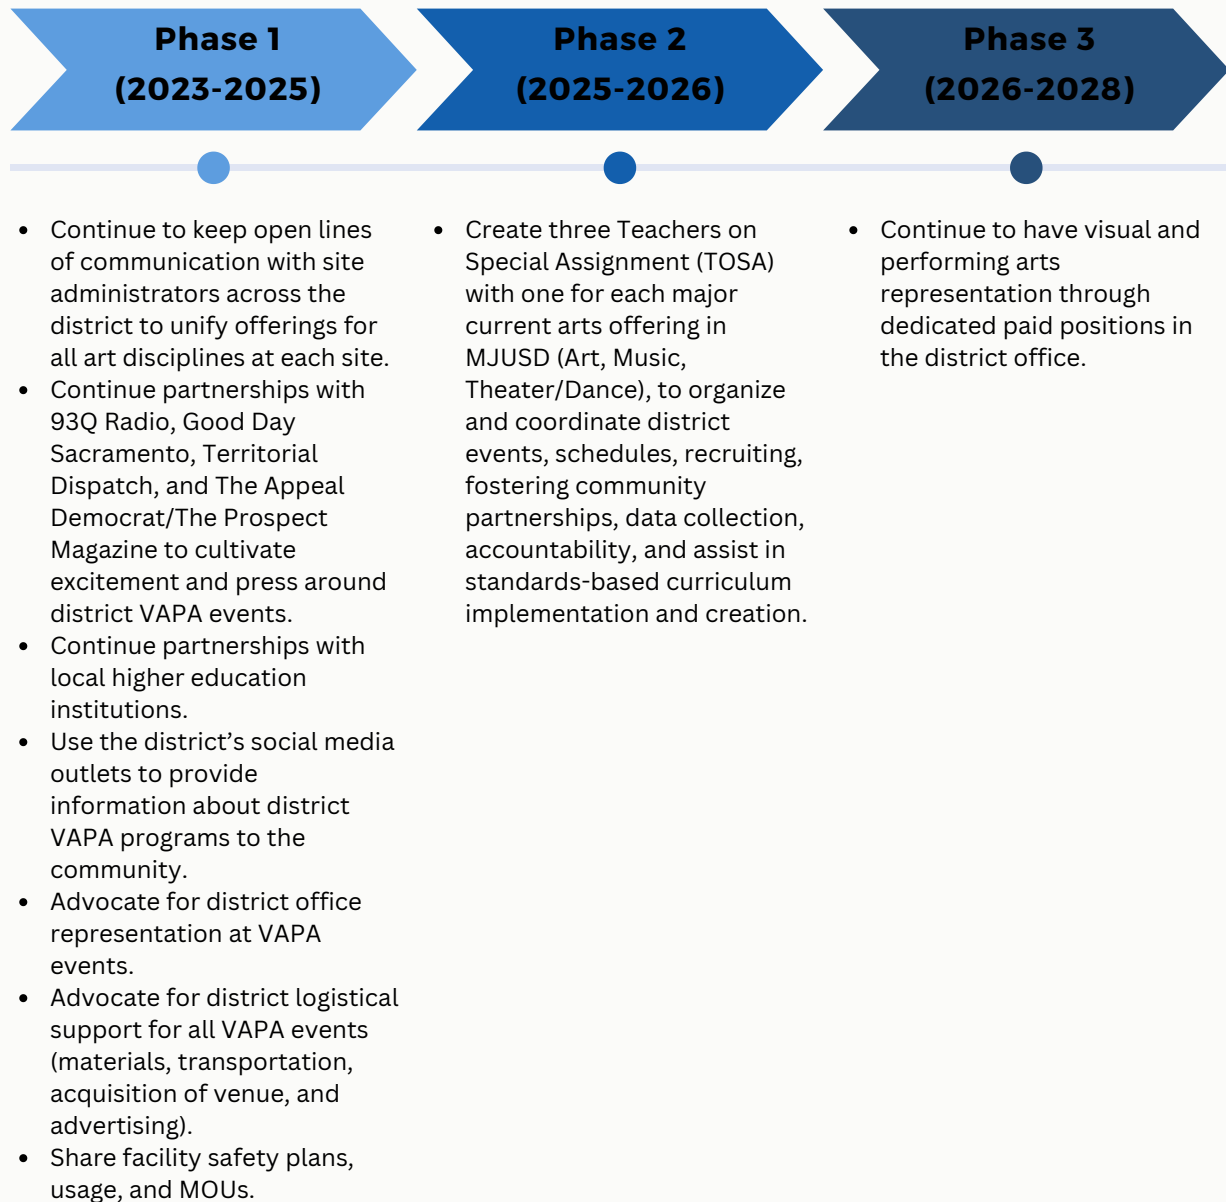 Phase 1
(2023-2025)
Phase 2
(2025-2026)
Phase 3
(2026-2028)
• Continue to keep open lines
of communication with site
administrators across the
district to unify offerings for
all art disciplines at each site.
• Continue partnerships with
93Q Radio, Good Day
Sacramento, Territorial
Dispatch, and The Appeal
Democrat/The Prospect
Magazine to cultivate
excitement and press around
district VAPA events.
• Continue partnerships with
local higher education
institutions.
• Use the district’s social media
outlets to provide
information about district
VAPA programs to the
community.
• Advocate for district office
representation at VAPA
events.
• Advocate for district logistical
support for all VAPA events
(materials, transportation,
acquisition of venue, and
advertising).
• Share facility safety plans,
usage, and MOUs.
• Create three Teachers on
Special Assignment (TOSA)
with one for each major
current arts offering in
MJUSD (Art, Music,
Theater/Dance), to organize
and coordinate district
events, schedules, recruiting,
fostering community
partnerships, data collection,
accountability, and assist in
standards-based curriculum
implementation and creation.
• Continue to have visual and
performing arts
representation through
dedicated paid positions in
the district office.